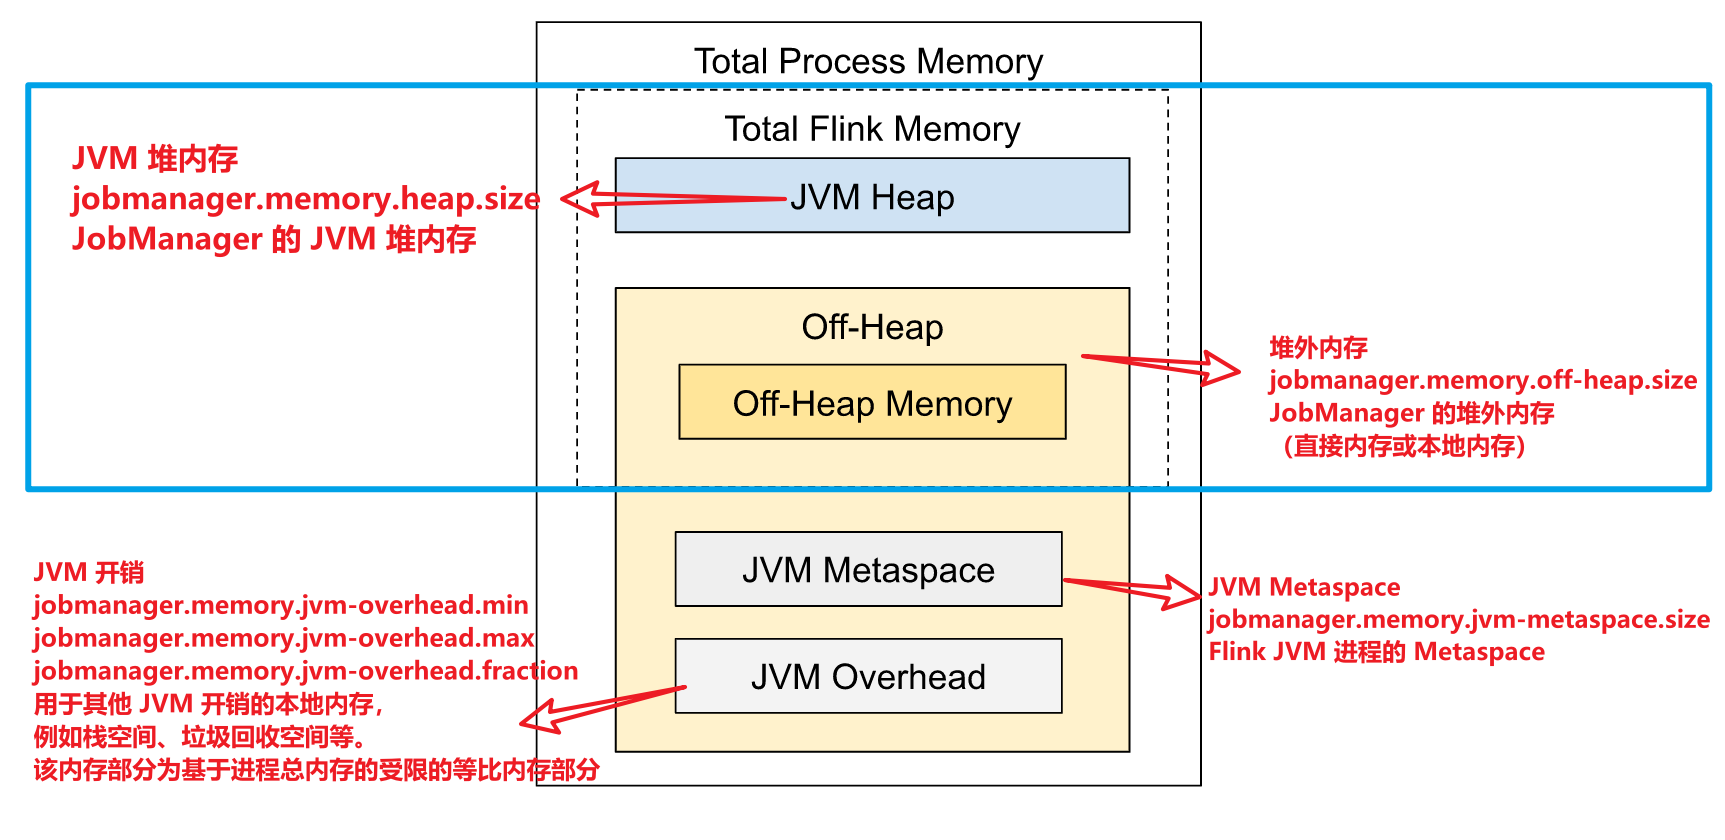 Total Process Memory
Total Flink Memory
JVM 堆内存
jobmanager.memory.heap.size
JobManager 的 JVM 堆内存
JVM Heap
Off-Heap
Off-Heap Memory
堆外内存
jobmanager.memory.off-heap.size
JobManager 的堆外内存
（直接内存或本地内存）
JVM Metaspace
JVM Metaspace
jobmanager.memory.jvm-metaspace.size
Flink JVM 进程的 Metaspace
JVM Overhead
JVM 开销
jobmanager.memory.jvm-overhead.min
jobmanager.memory.jvm-overhead.max
jobmanager.memory.jvm-overhead.fraction
用于其他 JVM 开销的本地内存，
例如栈空间、垃圾回收空间等。
该内存部分为基于进程总内存的受限的等比内存部分